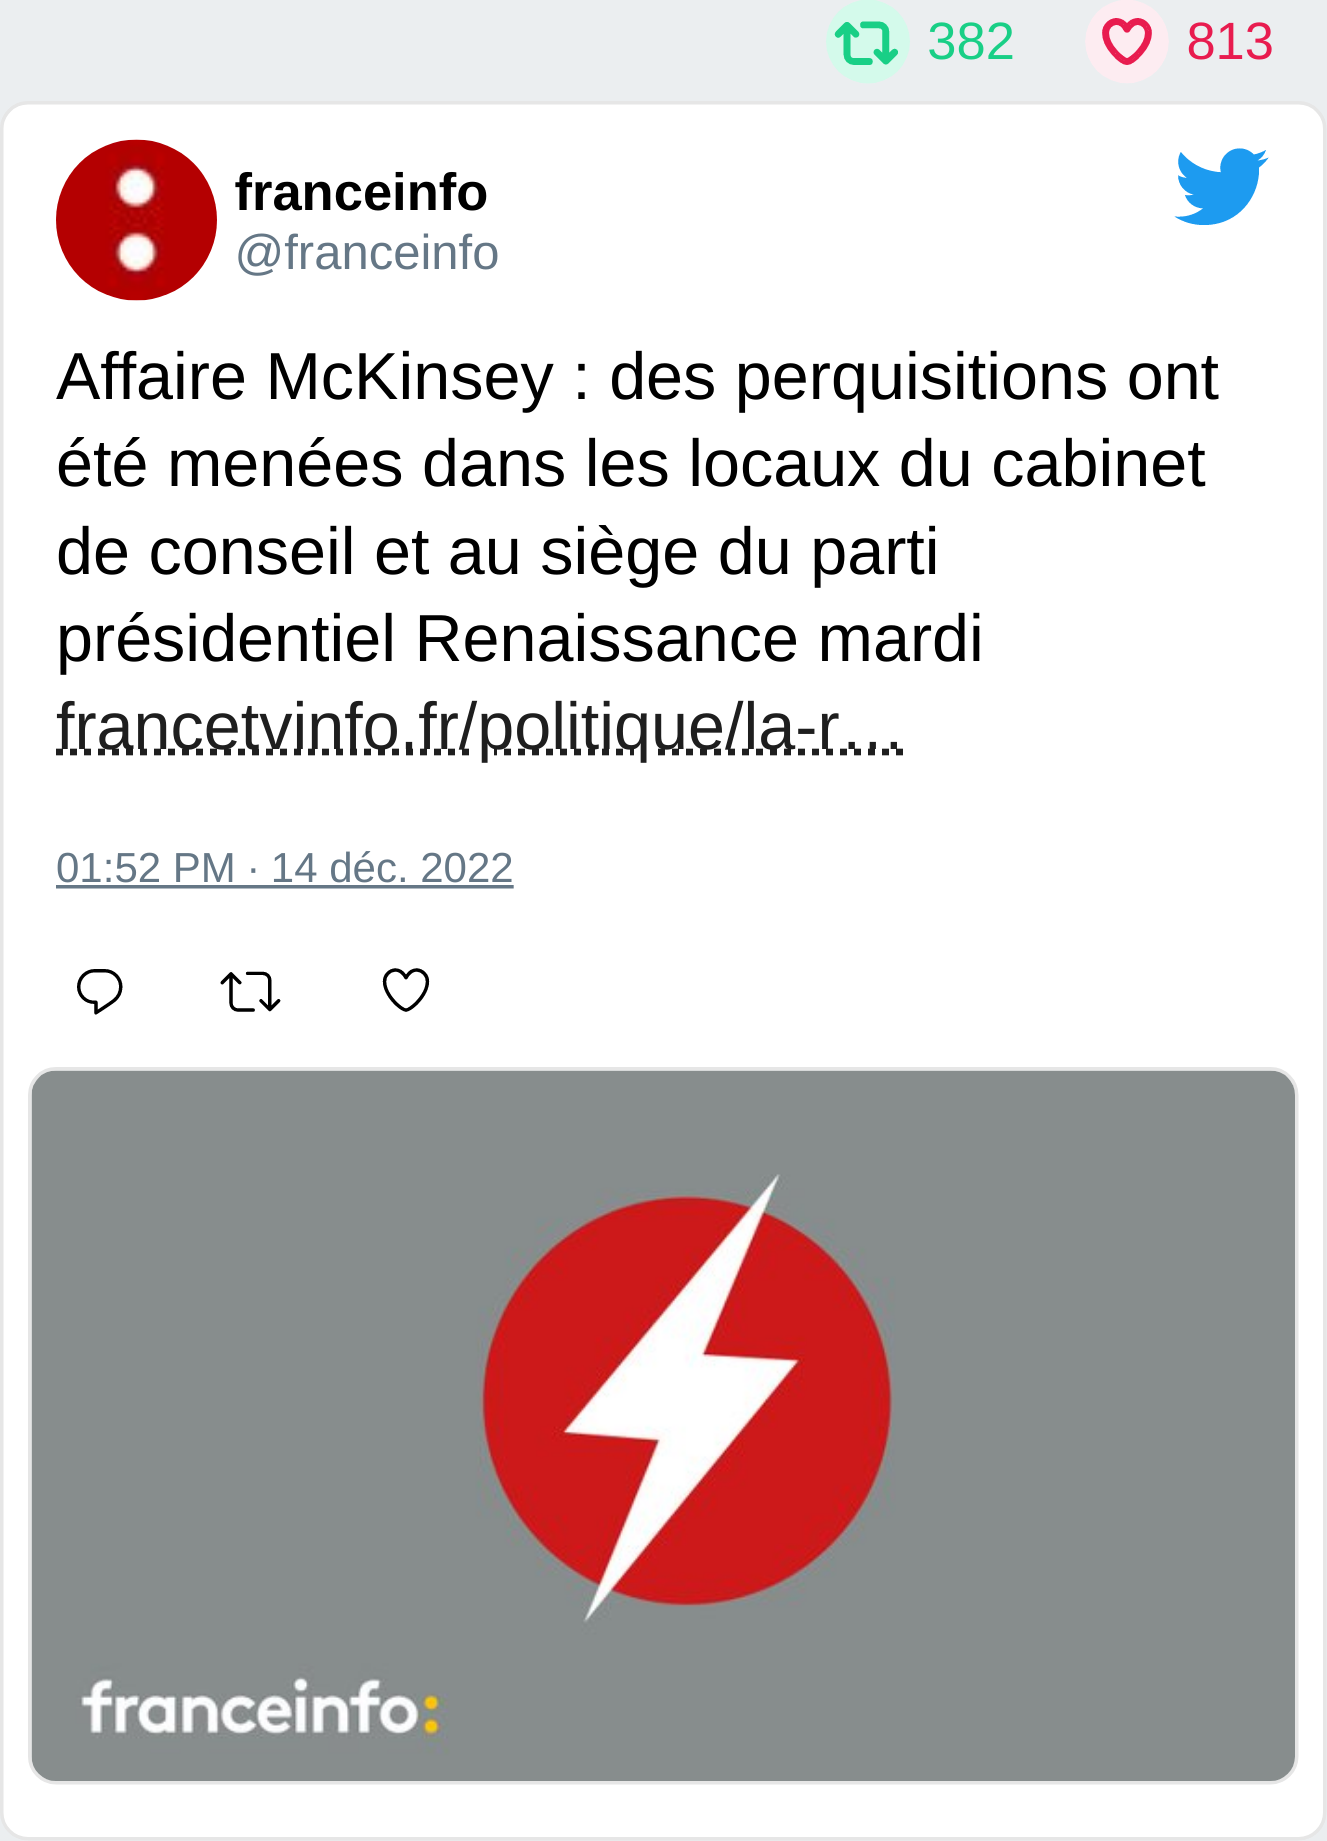 382 813
franceinfo
@franceinfo
Affaire McKinsey : des perquisitions ont
été menées dans les locaux du cabinet
de conseil et au siège du parti
présidentiel Renaissance mardi
francetvinfo.fr/politique/la-r…
01:52 PM · 14 déc. 2022
franceinfo: